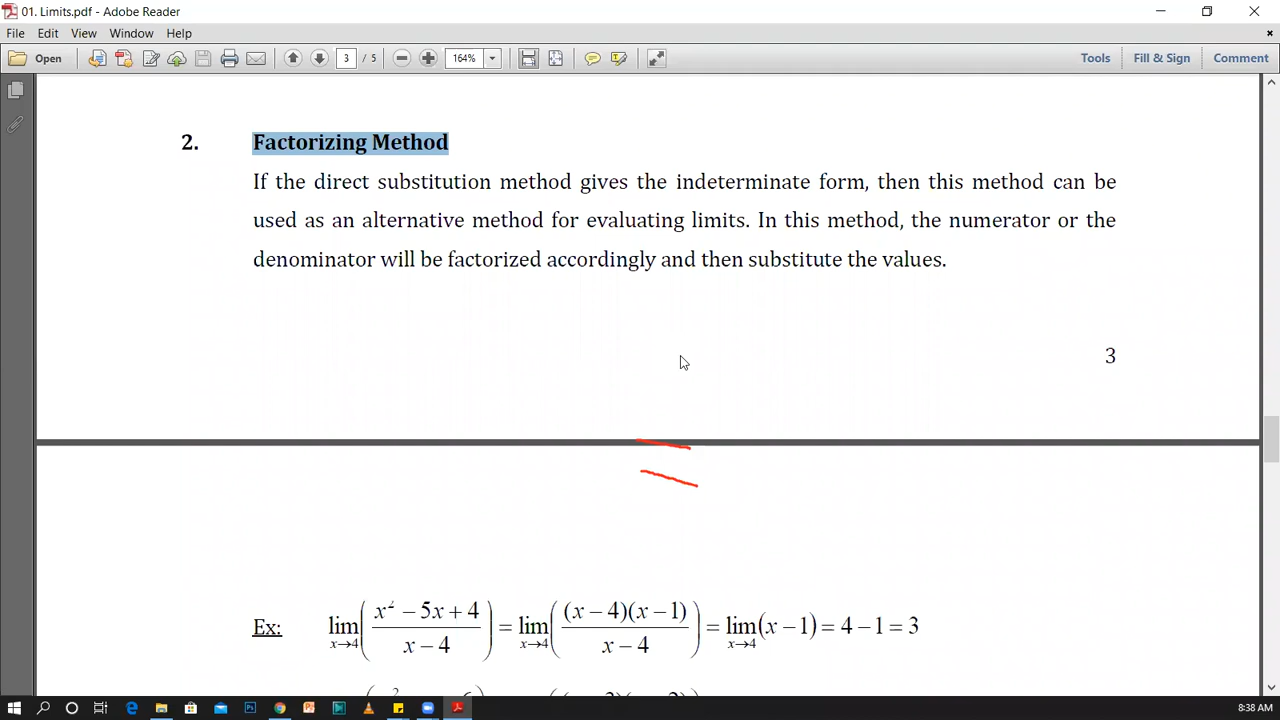 01. Limits.pdf - Adobe Reader
File Edit View Window Help
Open 3 / 5 164% Tools Fill & Sign Comment
2. Factorizing Method
If the direct substitution method gives the indeterminate form, then this method can be
used as an alternative method for evaluating limits. In this method, the numerator or the
denominator will be factorized accordingly and then substitute the values.
3
Ex: lim x→4 ( x² − 5x + 4 / x − 4 ) = lim x→4 ( (x − 4)(x − 1) / x − 4 ) = lim x→4 (x − 1) = 4 − 1 = 3
8:38 AM